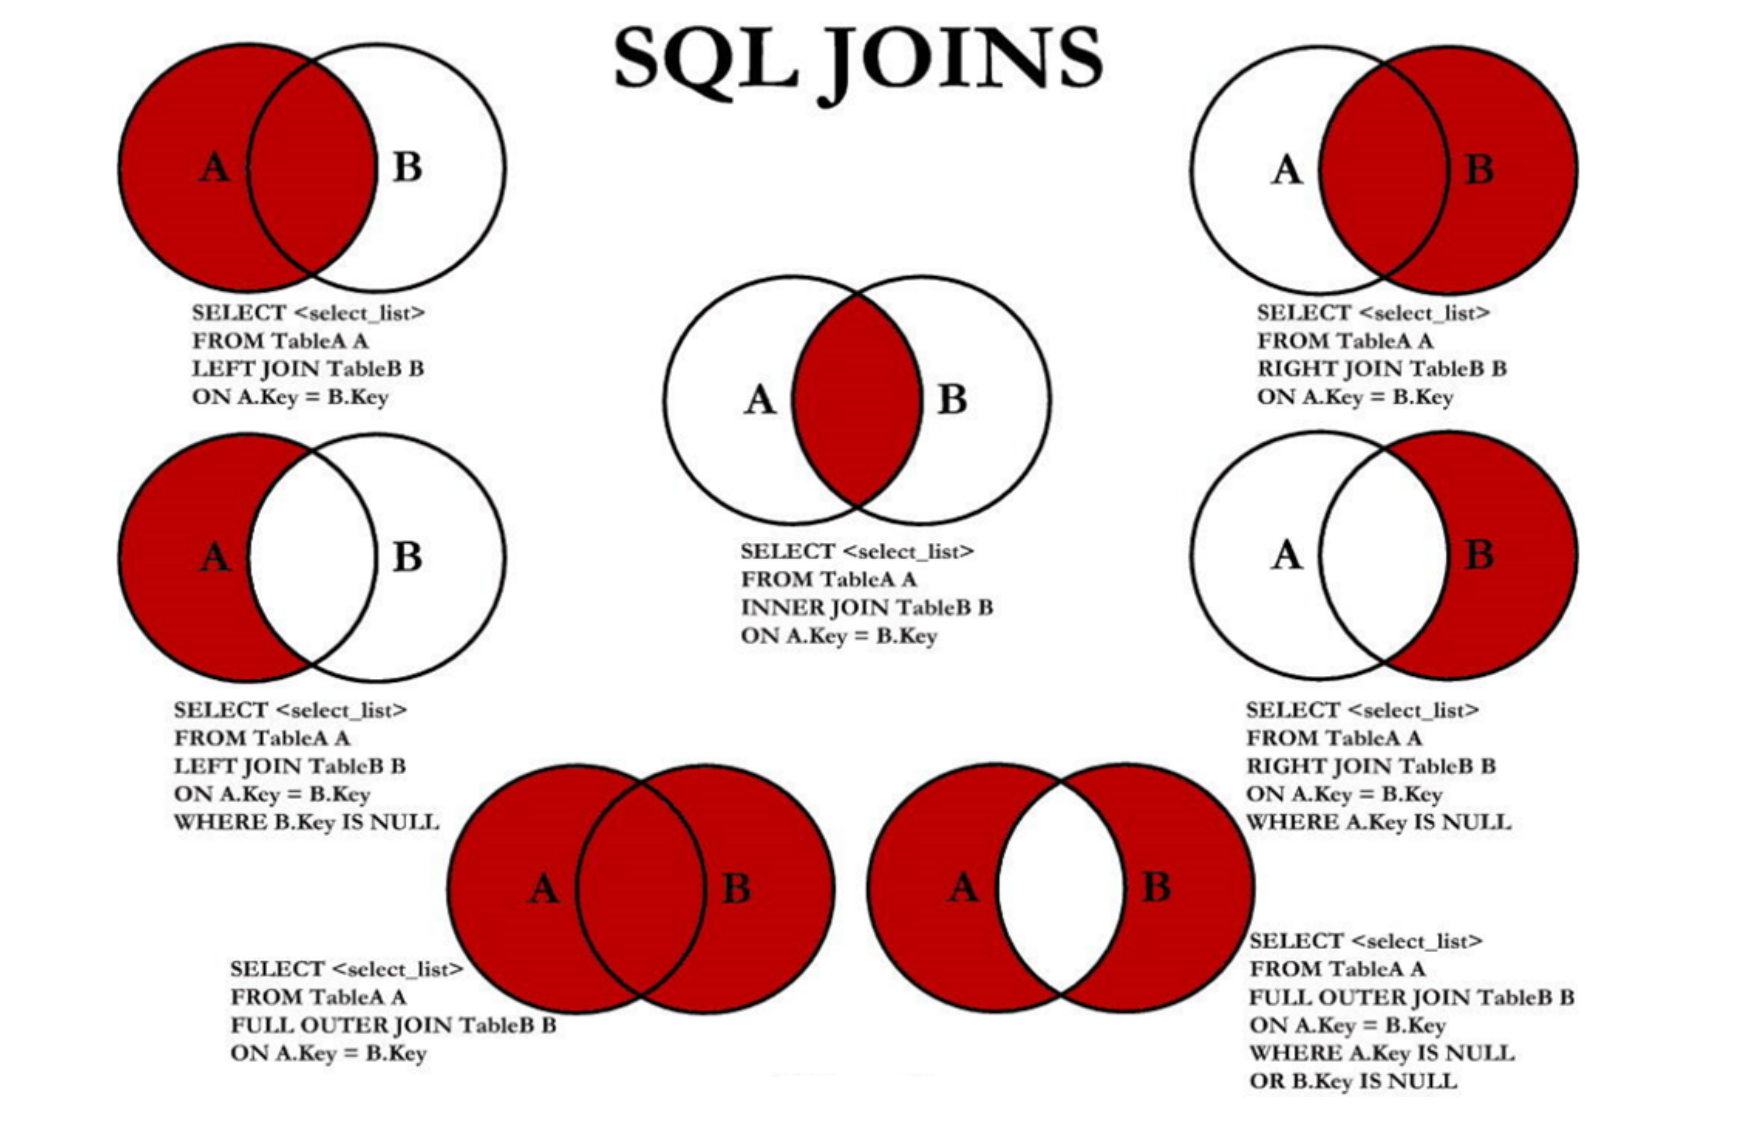 SQL JOINS
A B
SELECT <select_list>
FROM TableA A
LEFT JOIN TableB B
ON A.Key = B.Key
A B
SELECT <select_list>
FROM TableA A
RIGHT JOIN TableB B
ON A.Key = B.Key
A B
SELECT <select_list>
FROM TableA A
INNER JOIN TableB B
ON A.Key = B.Key
A B
SELECT <select_list>
FROM TableA A
LEFT JOIN TableB B
ON A.Key = B.Key
WHERE B.Key IS NULL
A B
SELECT <select_list>
FROM TableA A
RIGHT JOIN TableB B
ON A.Key = B.Key
WHERE A.Key IS NULL
A B
SELECT <select_list>
FROM TableA A
FULL OUTER JOIN TableB B
ON A.Key = B.Key
A B
SELECT <select_list>
FROM TableA A
FULL OUTER JOIN TableB B
ON A.Key = B.Key
WHERE A.Key IS NULL
OR B.Key IS NULL